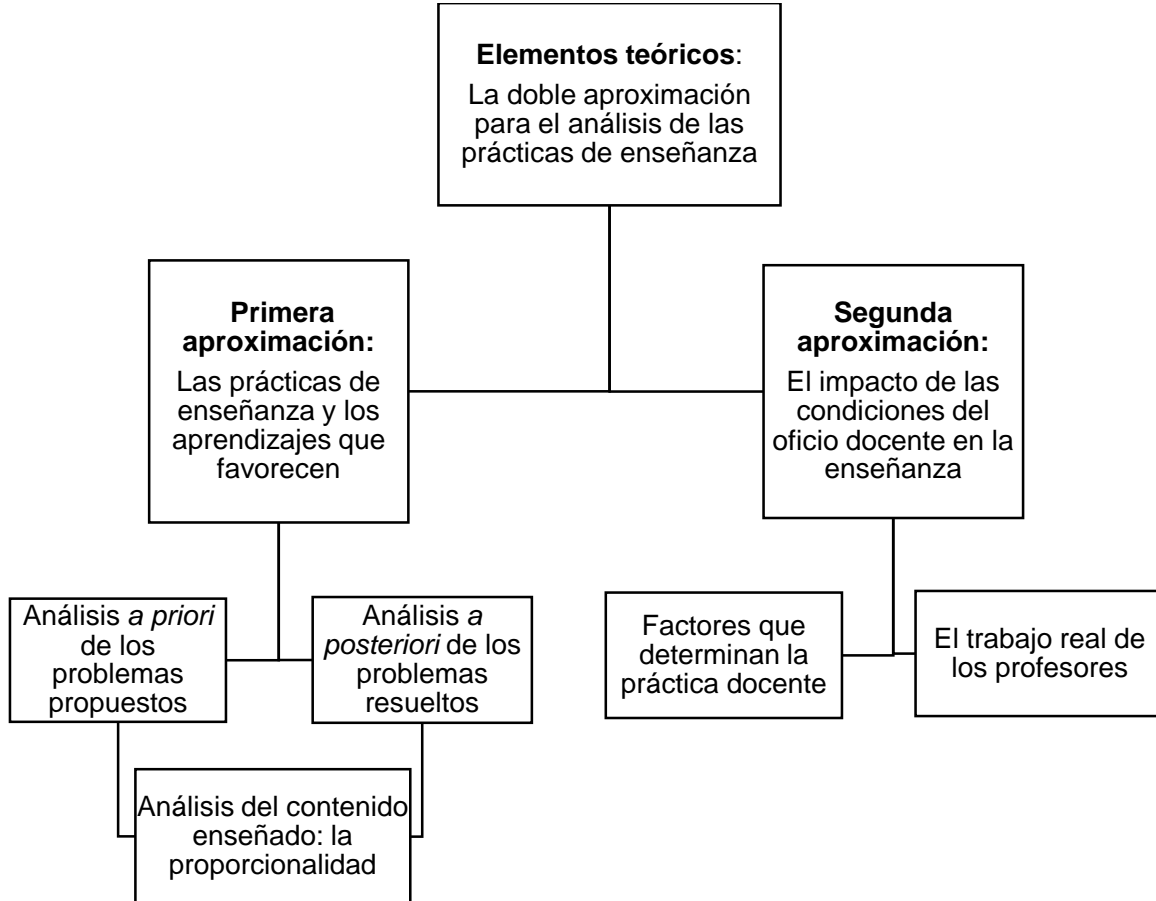 Elementos teóricos:
La doble aproximación
para el análisis de las
prácticas de enseñanza
Primera
aproximación:
Las prácticas de
enseñanza y los
aprendizajes que
favorecen
Segunda
aproximación:
El impacto de las
condiciones del
oficio docente en la
enseñanza
Análisis a priori
de los
problemas
propuestos
Análisis a
posteriori de los
problemas
resueltos
Factores que
determinan la
práctica docente
El trabajo real de
los profesores
Análisis del contenido
enseñado: la
proporcionalidad